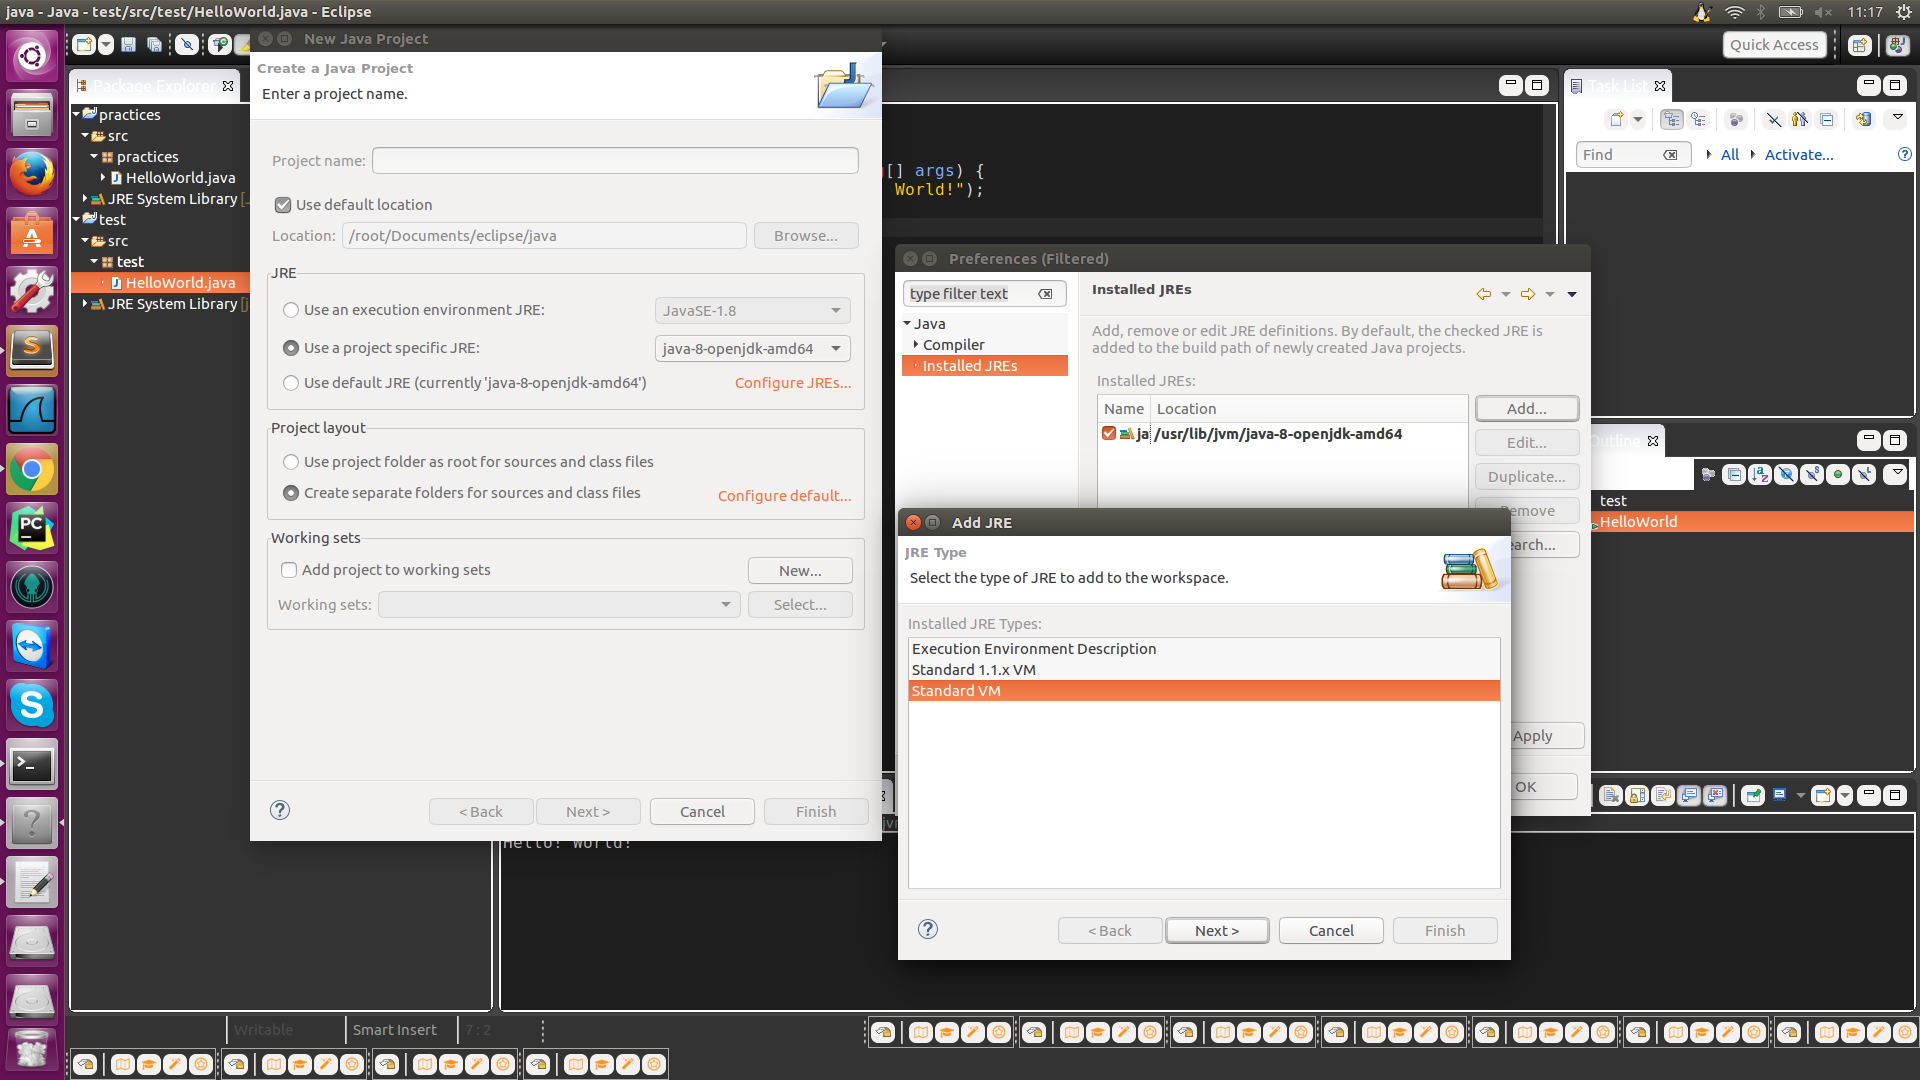 java - Java - test/src/test/HelloWorld.java - Eclipse
11:17
Quick Access
Package Explorer
practices
src
practices
HelloWorld.java
JRE System Library
test
src
test
HelloWorld.java
JRE System Library
New Java Project
Create a Java Project
Enter a project name.
Project name:
Use default location
Location: /root/Documents/eclipse/java Browse...
JRE
Use an execution environment JRE: JavaSE-1.8
Use a project specific JRE: java-8-openjdk-amd64
Use default JRE (currently 'java-8-openjdk-amd64') Configure JREs...
Project layout
Use project folder as root for sources and class files
Create separate folders for sources and class files Configure default...
Working sets
Add project to working sets New...
Working sets: Select...
< Back Next > Cancel Finish
[] args) {
World!");
Preferences (Filtered)
type filter text
Java
Compiler
Installed JREs
Installed JREs
Add, remove or edit JRE definitions. By default, the checked JRE is
added to the build path of newly created Java projects.
Installed JREs:
Name Location
ja /usr/lib/jvm/java-8-openjdk-amd64
Add...
Edit...
Duplicate...
emove
earch...
Apply
OK
Add JRE
JRE Type
Select the type of JRE to add to the workspace.
Installed JRE Types:
Execution Environment Description
Standard 1.1.x VM
Standard VM
< Back Next > Cancel Finish
Task List
Find All Activate...
Outline
test
HelloWorld
Hello! World!
Writable Smart Insert 7 : 2